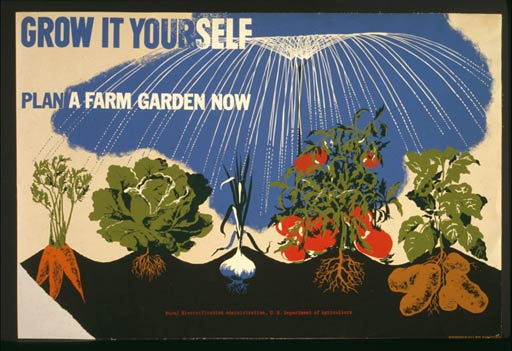 GROW IT YOURSELF
PLAN A FARM GARDEN NOW
Rural Electrification Administration, U. S. Department of Agriculture